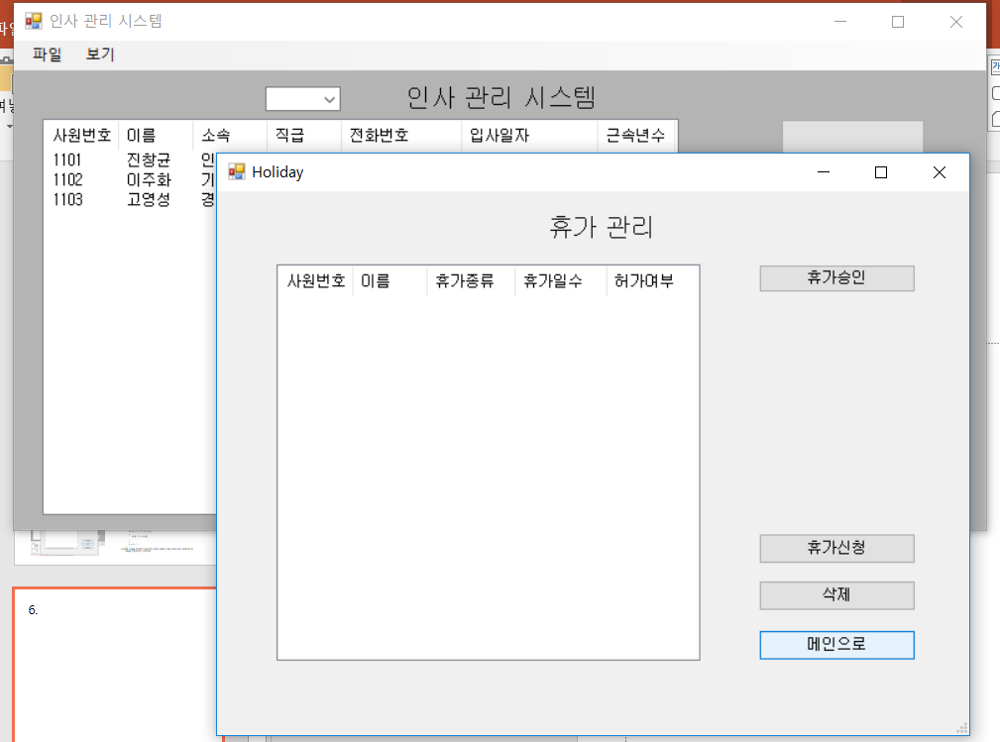 인사 관리 시스템
파일 보기
인사 관리 시스템
사원번호 이름 소속 직급 전화번호 입사일자 근속년수
1101 진창균 인
1102 이주화 기
1103 고영성 경
Holiday
휴가 관리
사원번호 이름 휴가종류 휴가일수 허가여부
휴가승인
휴가신청
삭제
메인으로
6.